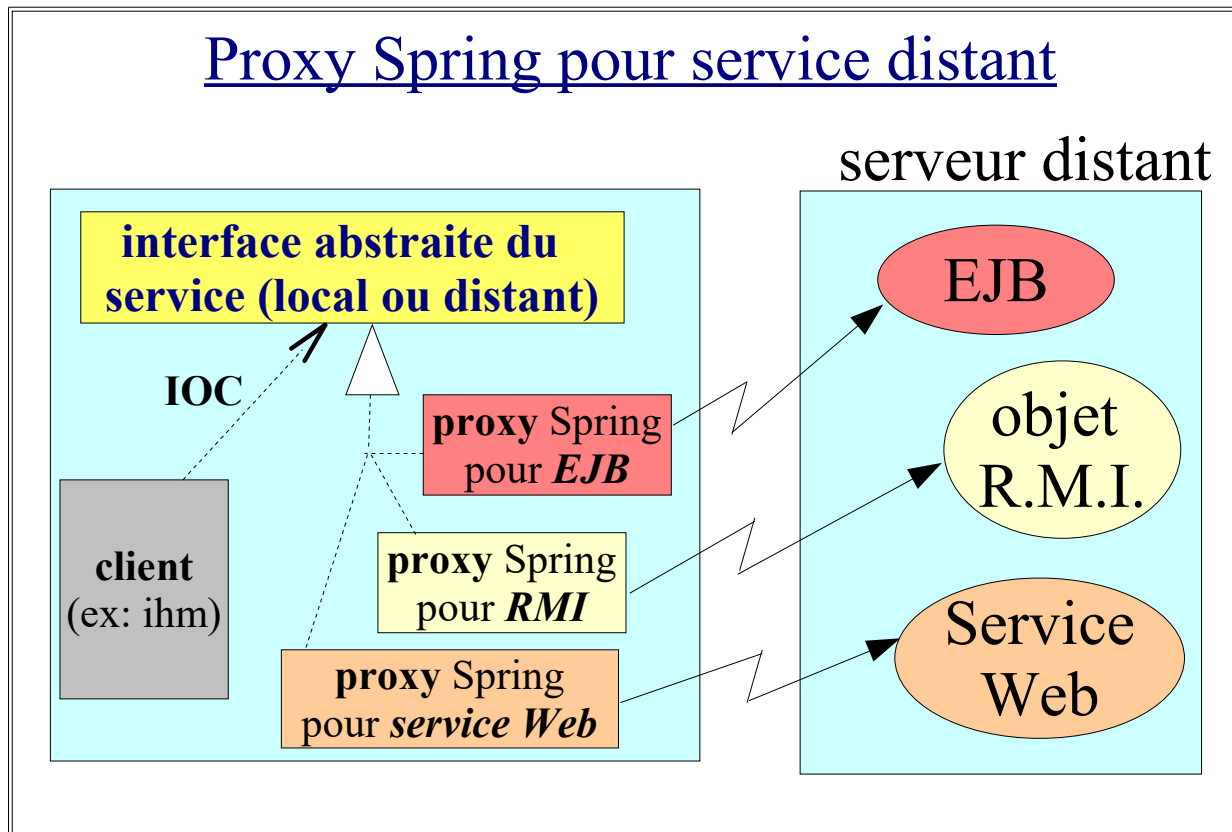 Proxy Spring pour service distant
serveur distant
interface abstraite du
service (local ou distant)
IOC
client
(ex: ihm)
proxy Spring
pour EJB
proxy Spring
pour RMI
proxy Spring
pour service Web
EJB
objet
R.M.I.
Service
Web